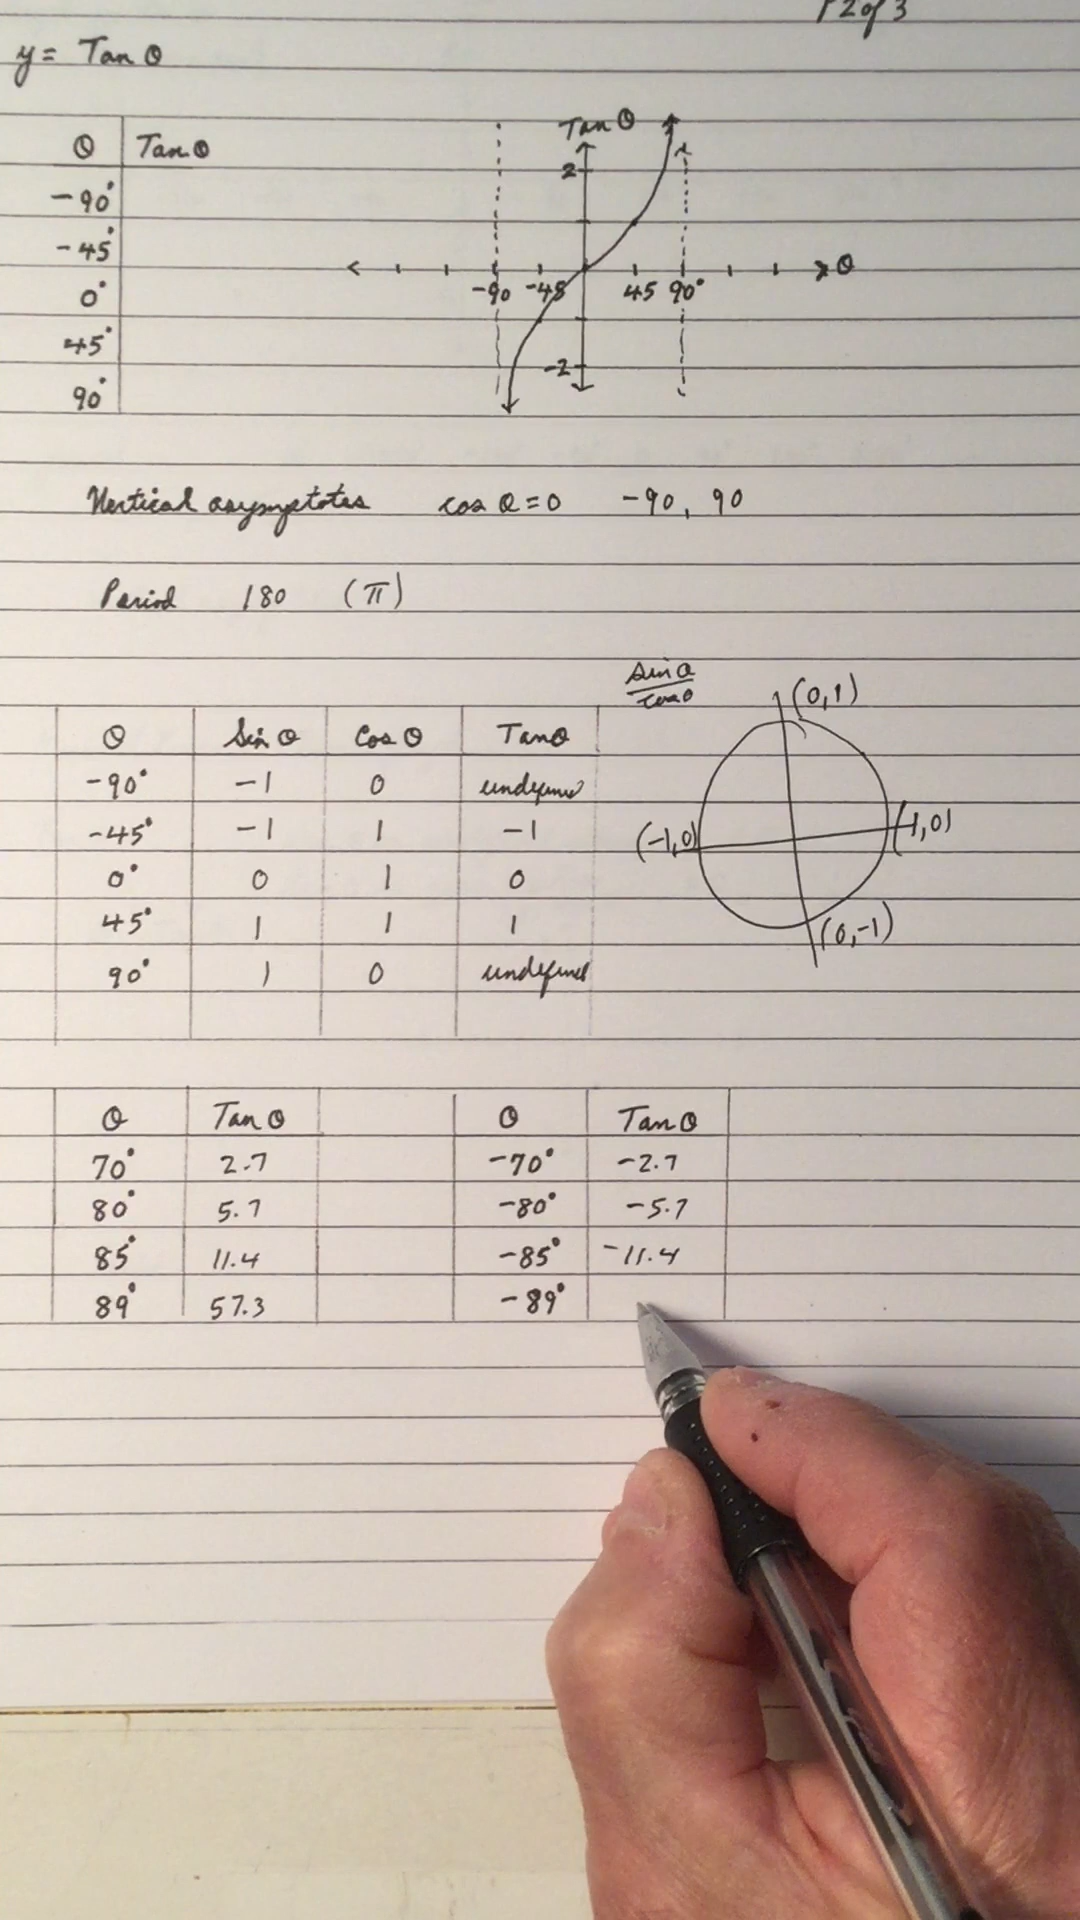 P 2 of 3
y = Tan θ
θ Tan θ
-90°
-45°
0°
45°
90°
Tan θ
2
-90 -45 45 90° θ
-2
Vertical asymptotes cos θ = 0 -90, 90
Period 180 (π)
sin θ
cos θ
(0,1)
(-1,0) (1,0)
(0,-1)
θ Sin θ Cos θ Tan θ
-90° -1 0 undefined
-45° -1 1 -1
0° 0 1 0
45° 1 1 1
90° 1 0 undefined
θ Tan θ θ Tan θ
70° 2.7 -70° -2.7
80° 5.7 -80° -5.7
85° 11.4 -85° -11.4
89° 57.3 -89°